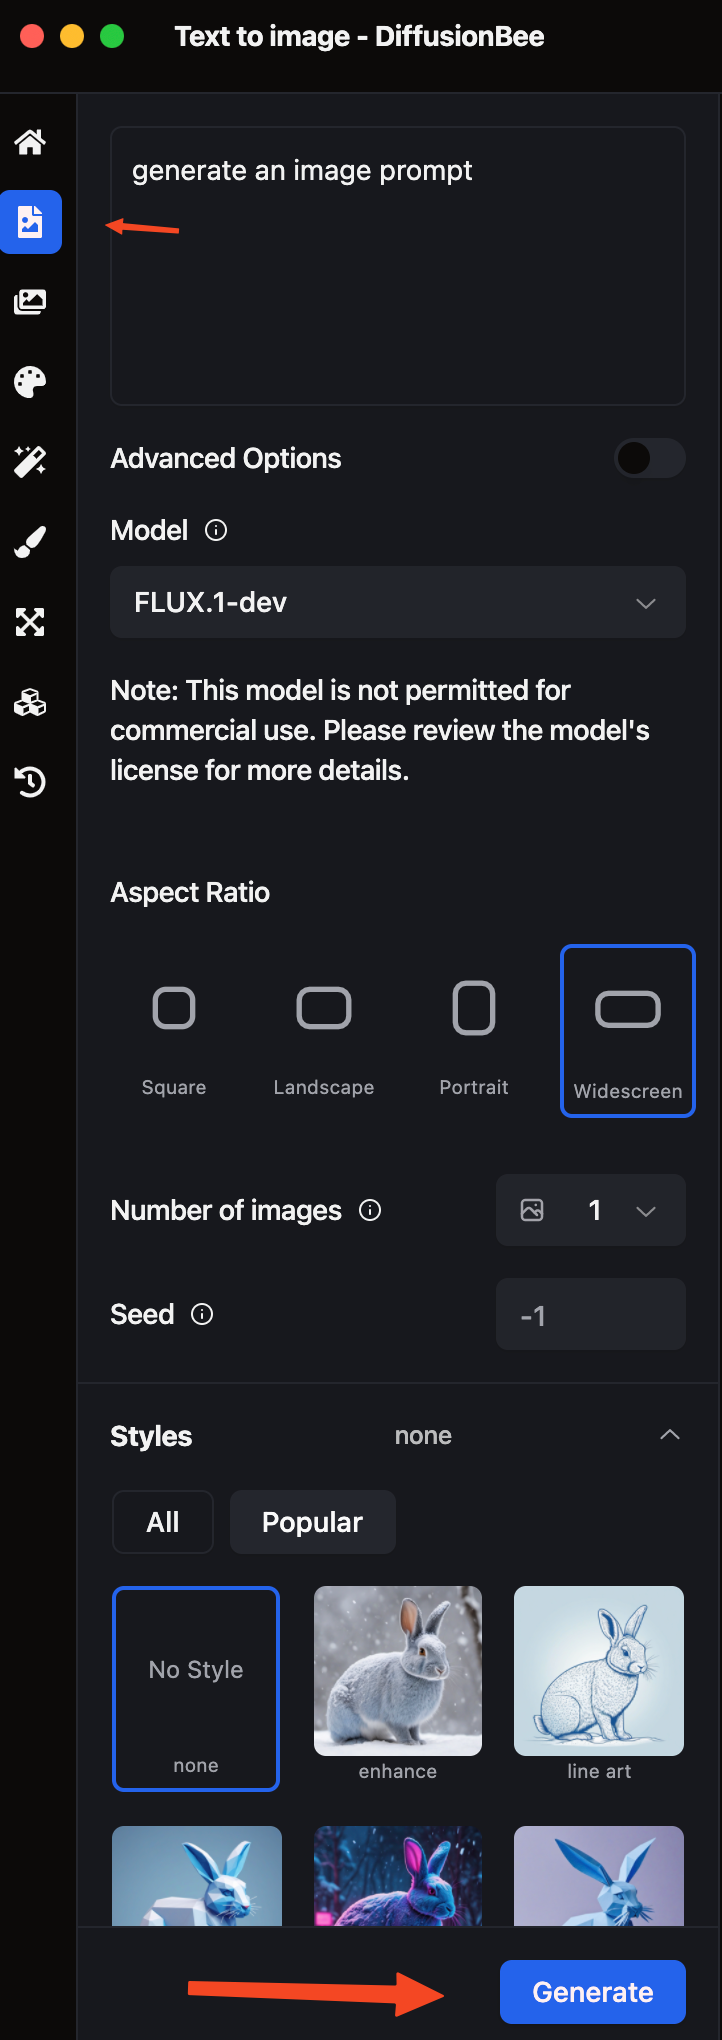 Text to image - DiffusionBee
generate an image prompt
Advanced Options
Model
FLUX.1-dev
Note: This model is not permitted for
commercial use. Please review the model's
license for more details.
Aspect Ratio
Square
Landscape
Portrait
Widescreen
Number of images
1
Seed
-1
Styles
none
All
Popular
No Style
none
enhance
line art
Generate